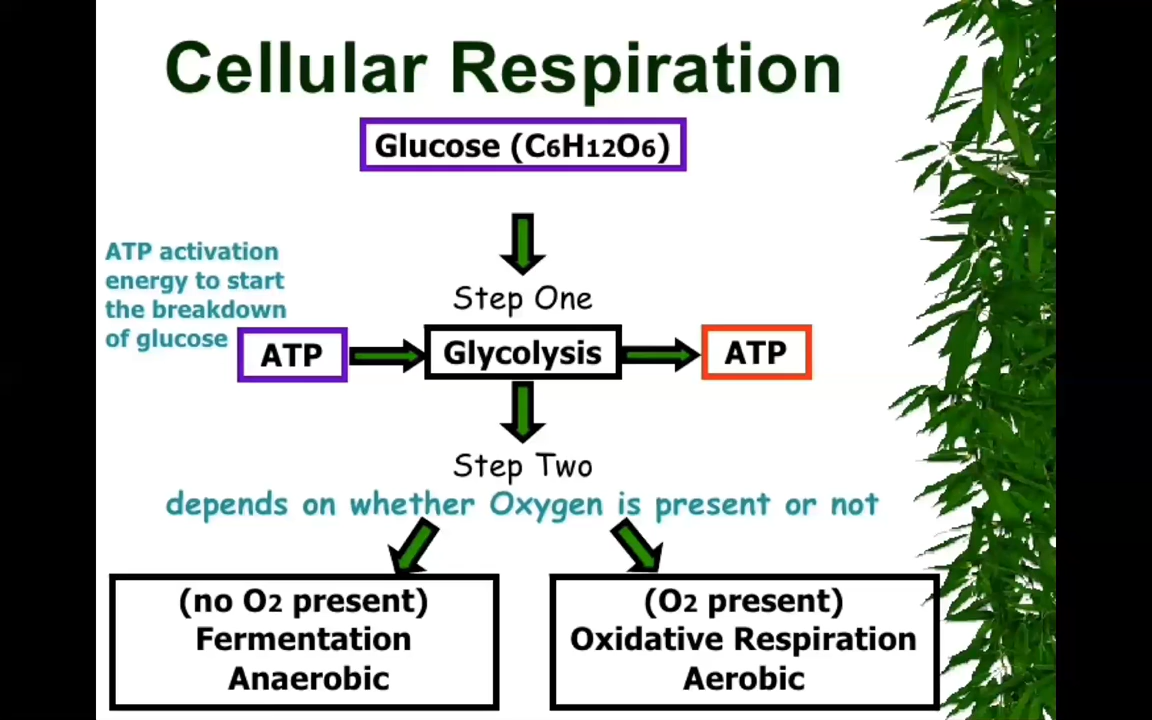 Cellular Respiration
Glucose (C6H12O6)
ATP activation
energy to start
the breakdown
of glucose
Step One
ATP
Glycolysis
ATP
Step Two
depends on whether Oxygen is present or not
(no O2 present)
Fermentation
Anaerobic
(O2 present)
Oxidative Respiration
Aerobic